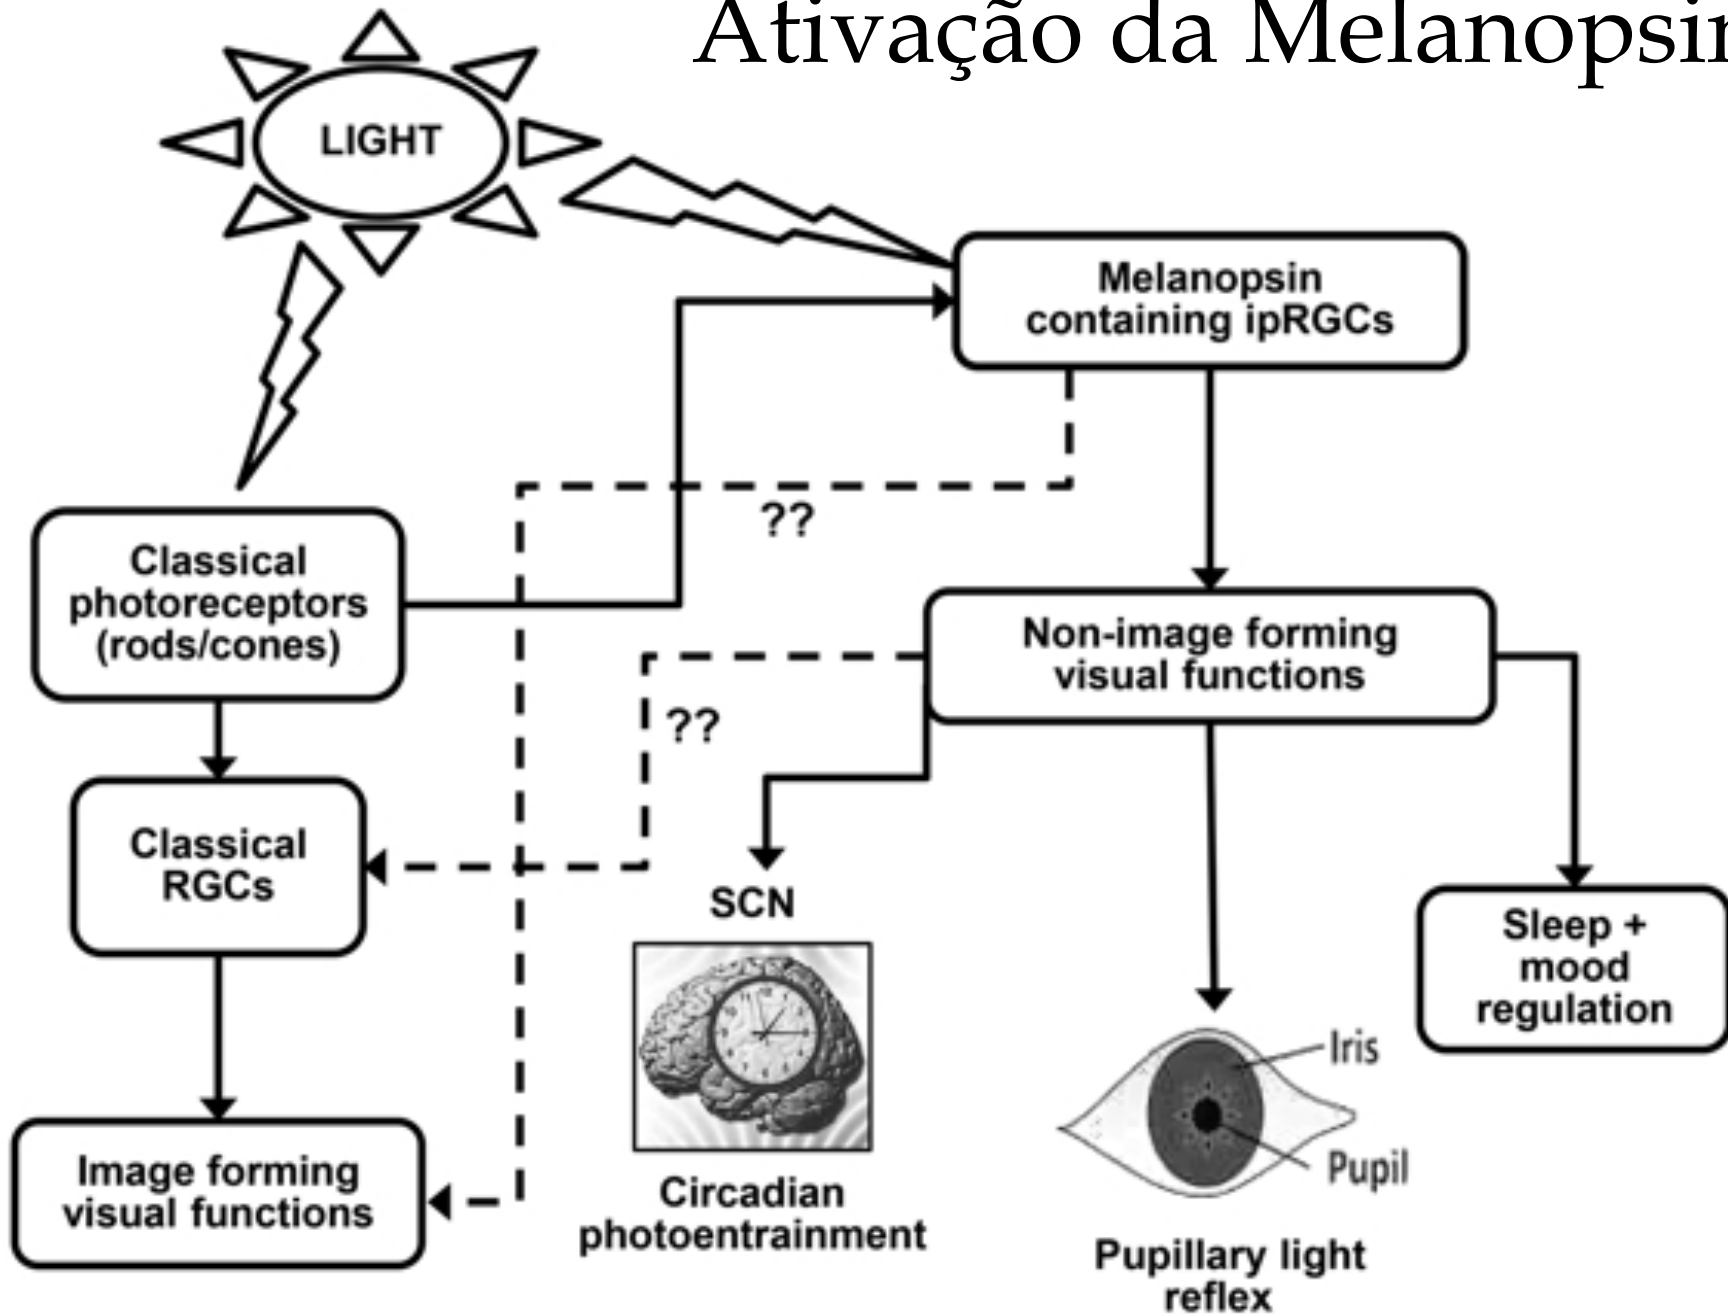 Ativação da Melanopsin
LIGHT
Melanopsin
containing ipRGCs
??
Classical
photoreceptors
(rods/cones)
Non-image forming
visual functions
??
Classical
RGCs
SCN
Sleep +
mood
regulation
Iris
Pupil
Image forming
visual functions
Circadian
photoentrainment
Pupillary light
reflex